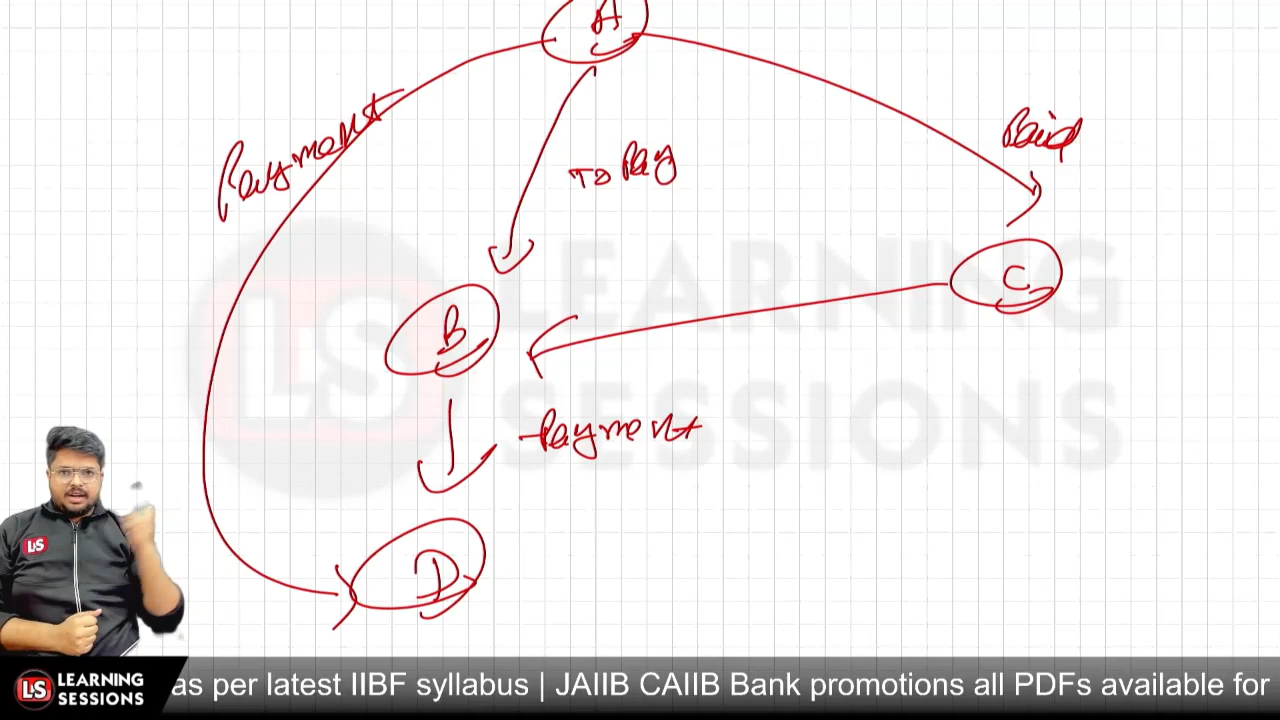 A
Payment
To Pay
Paid
C
B
Payment
D
LEARNING
SESSIONS
LS
LS
LS LEARNING
SESSIONS
as per latest IIBF syllabus | JAIIB CAIIB Bank promotions all PDFs available for